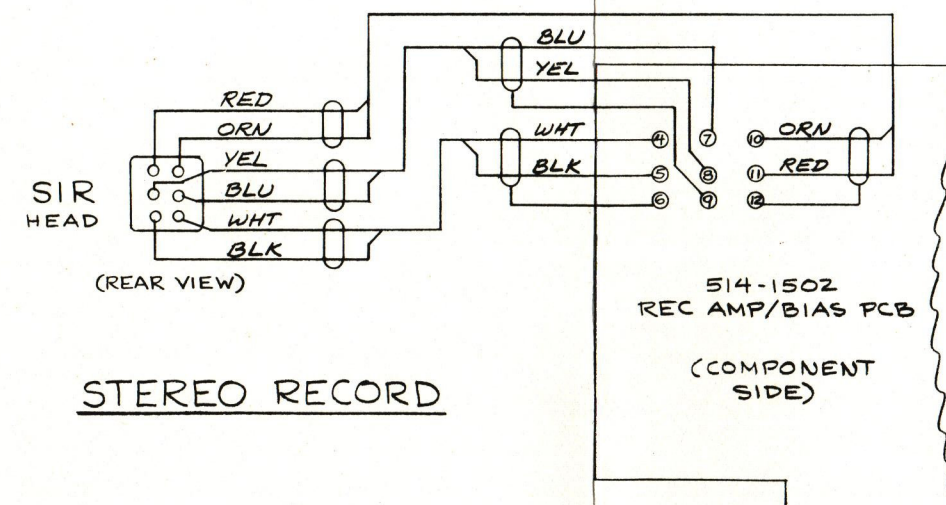 BLU
YEL
RED
ORN
WHT
4
7
10
ORN
YEL
BLK
5
8
11
RED
SIR
HEAD
BLU
6
9
12
WHT
BLK
(REAR VIEW)
514-1502
REC AMP/BIAS PCB
(COMPONENT
SIDE)
STEREO RECORD